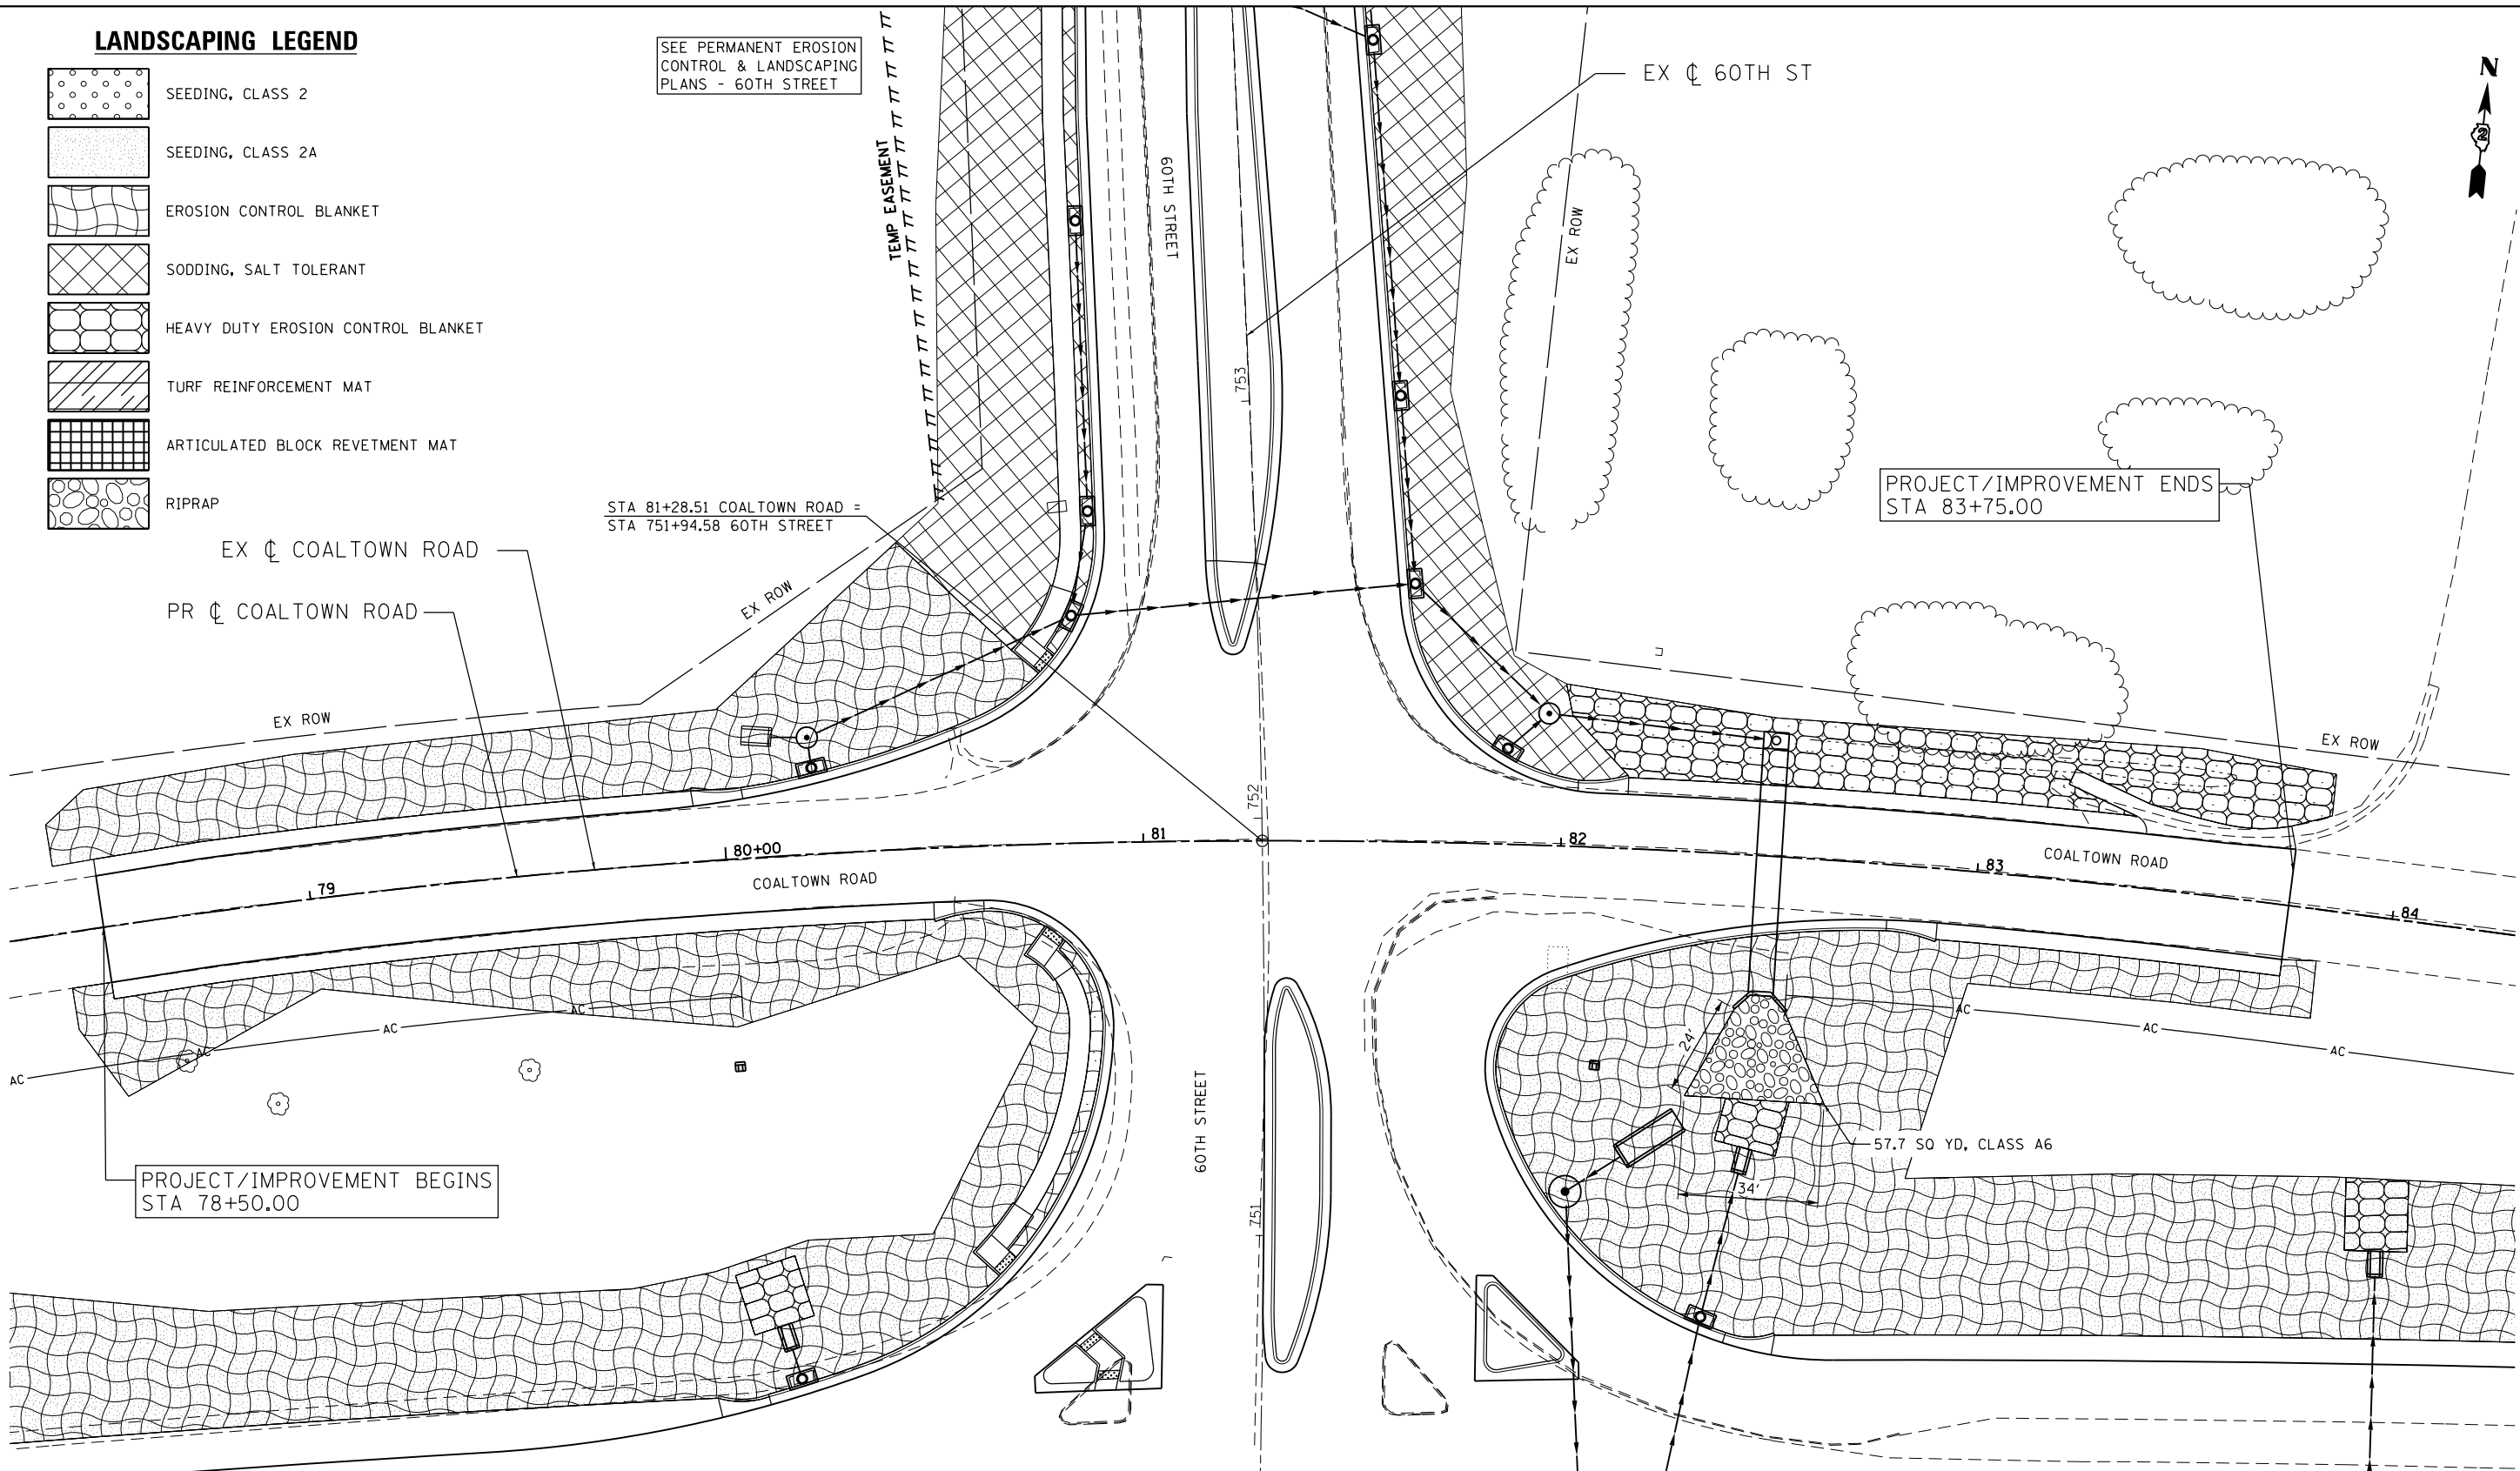 LANDSCAPING LEGEND
SEEDING, CLASS 2
SEEDING, CLASS 2A
EROSION CONTROL BLANKET
SODDING, SALT TOLERANT
HEAVY DUTY EROSION CONTROL BLANKET
TURF REINFORCEMENT MAT
ARTICULATED BLOCK REVETMENT MAT
RIPRAP
SEE PERMANENT EROSION
CONTROL & LANDSCAPING
PLANS - 60TH STREET
TEMP EASEMENT
60TH STREET
EX ℄ 60TH ST
N
2
EX ROW
753
PROJECT/IMPROVEMENT ENDS
STA 83+75.00
STA 81+28.51 COALTOWN ROAD =
STA 751+94.58 60TH STREET
EX ℄ COALTOWN ROAD
PR ℄ COALTOWN ROAD
EX ROW
EX ROW
EX ROW
752
79
80+00
81
82
83
84
COALTOWN ROAD
COALTOWN ROAD
AC
AC
AC
AC
AC
AC
AC
24'
34'
57.7 SQ YD, CLASS A6
60TH STREET
751
PROJECT/IMPROVEMENT BEGINS
STA 78+50.00